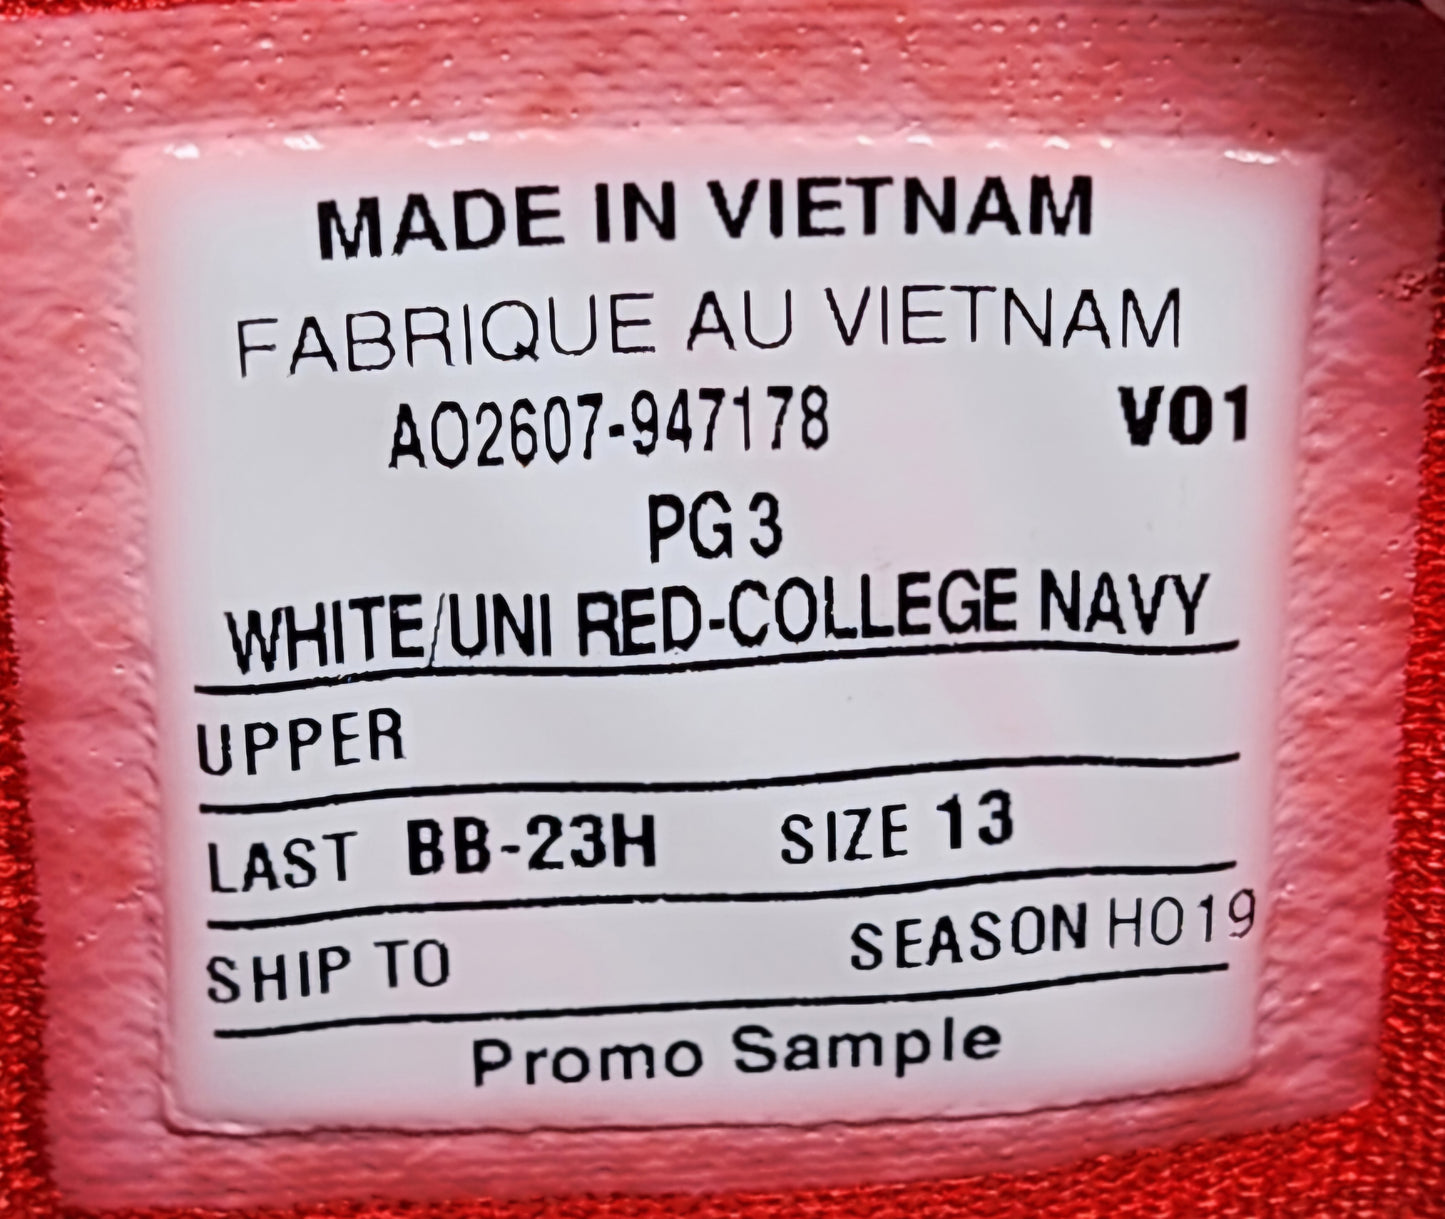 MADE IN VIETNAM
FABRIQUE AU VIETNAM
AO2607-947178 V01
PG 3
WHITE/UNI RED-COLLEGE NAVY
UPPER
LAST BB-23H SIZE 13
SHIP TO SEASON HO19
Promo Sample